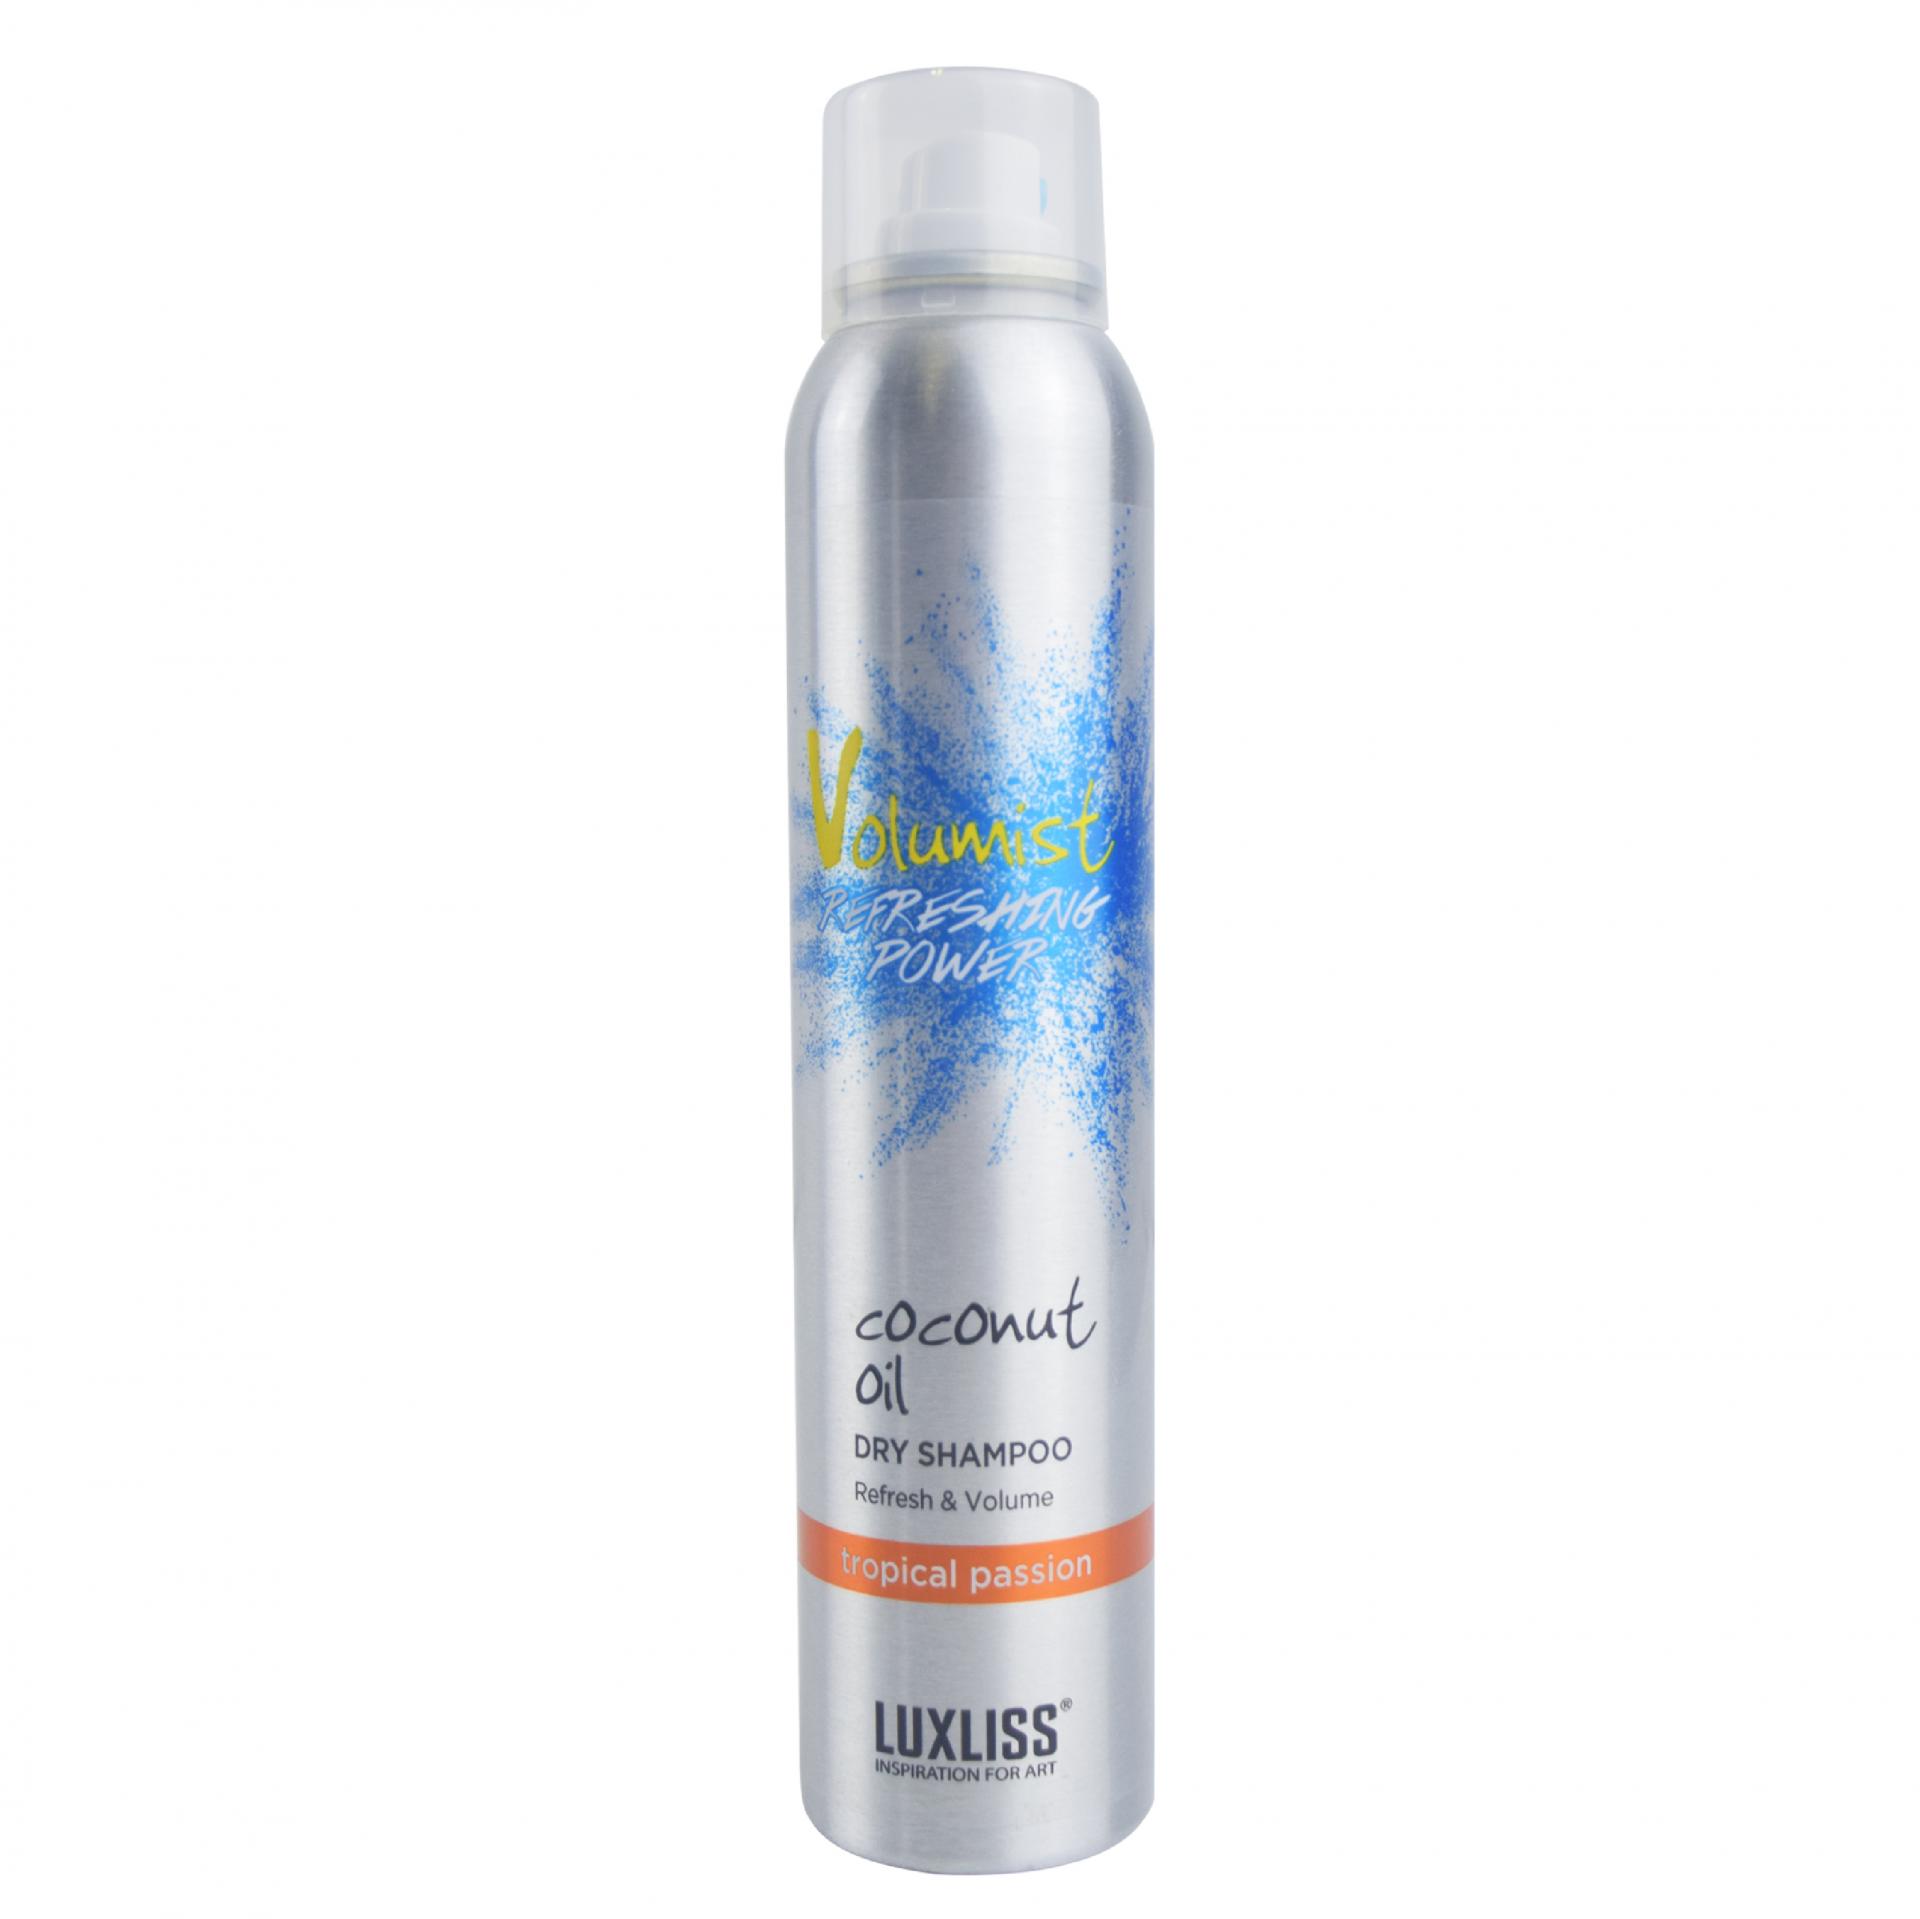 Volumist
REFRESHING
POWER
coconut
oil
DRY SHAMPOO
Refresh & Volume
tropical passion
LUXLISS®
INSPIRATION FOR ART